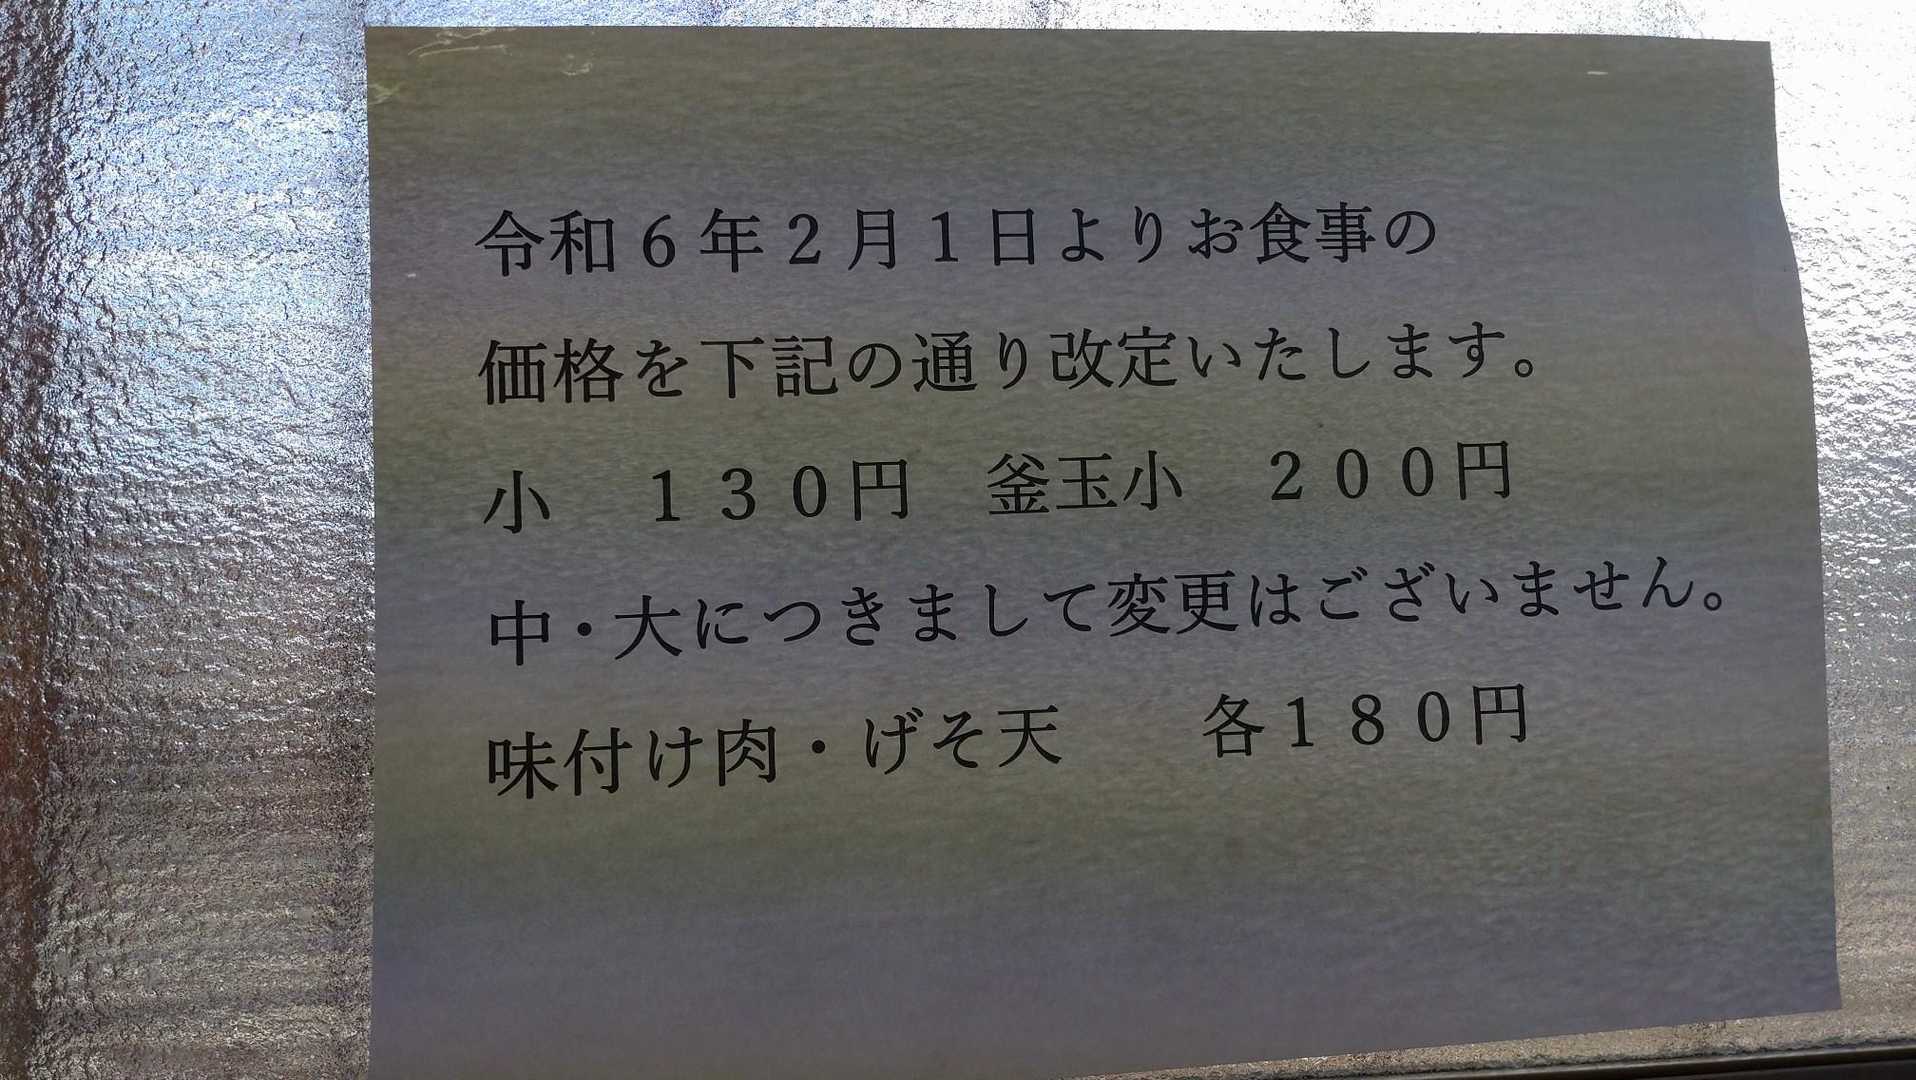 令和６年２月１日よりお食事の
価格を下記の通り改定いたします。
小　１３０円　釜玉小　２００円
中・大につきまして変更はございません。
味付け肉・げそ天　　各１８０円